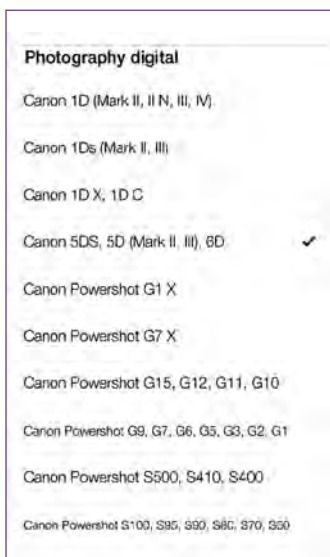 Photography digital
Canon 1D (Mark II, II N, III, IV)
Canon 1Ds (Mark II, III)
Canon 1D X, 1D C
Canon 5DS, 5D (Mark II, III), 6D ✓
Canon Powershot G1 X
Canon Powershot G7 X
Canon Powershot G15, G12, G11, G10
Canon Powershot G9, G7, G6, G5, G3, G2, G1
Canon Powershot S500, S410, S400
Canon Powershot S100, S95, S90, S80, S70, S60